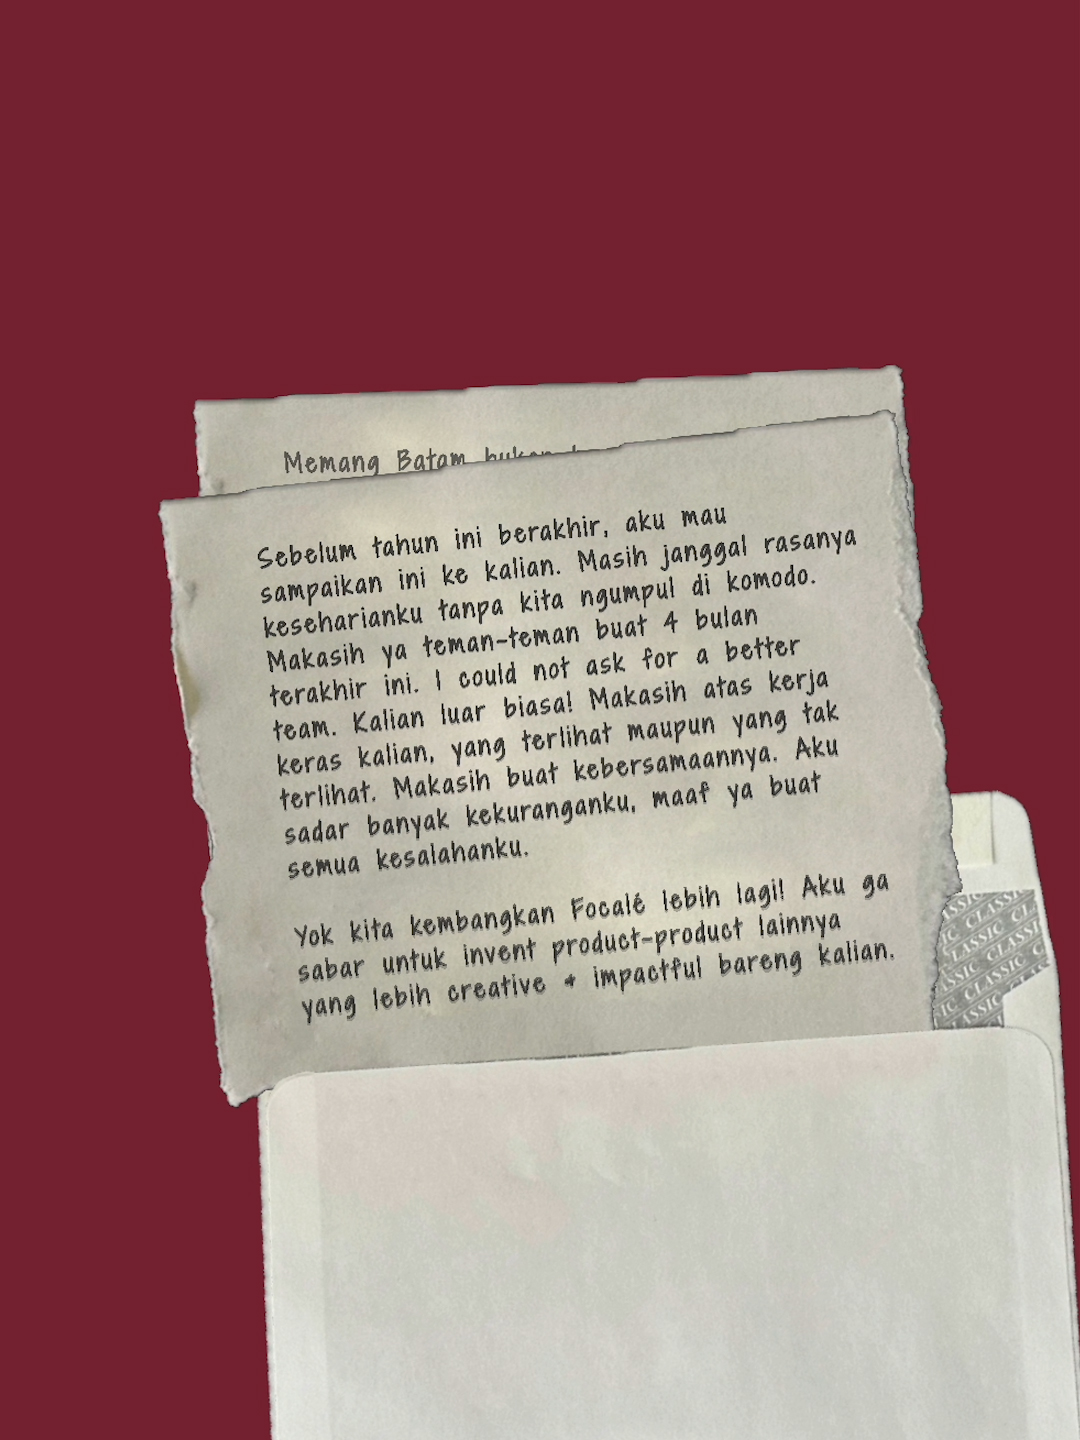 Memang Batam bukan
Sebelum tahun ini berakhir, aku mau
sampaikan ini ke kalian. Masih janggal rasanya
keseharianku tanpa kita ngumpul di komodo.
Makasih ya teman-teman buat 4 bulan
terakhir ini. I could not ask for a better
team. Kalian luar biasa! Makasih atas kerja
keras kalian, yang terlihat maupun yang tak
terlihat. Makasih buat kebersamaannya. Aku
sadar banyak kekuranganku, maaf ya buat
semua kesalahanku.
Yok kita kembangkan Focalé lebih lagi! Aku ga
sabar untuk invent product-product lainnya
yang lebih creative & impactful bareng kalian.
CLASSIC CLASSIC
CLASSIC CLASSIC
CLASSIC